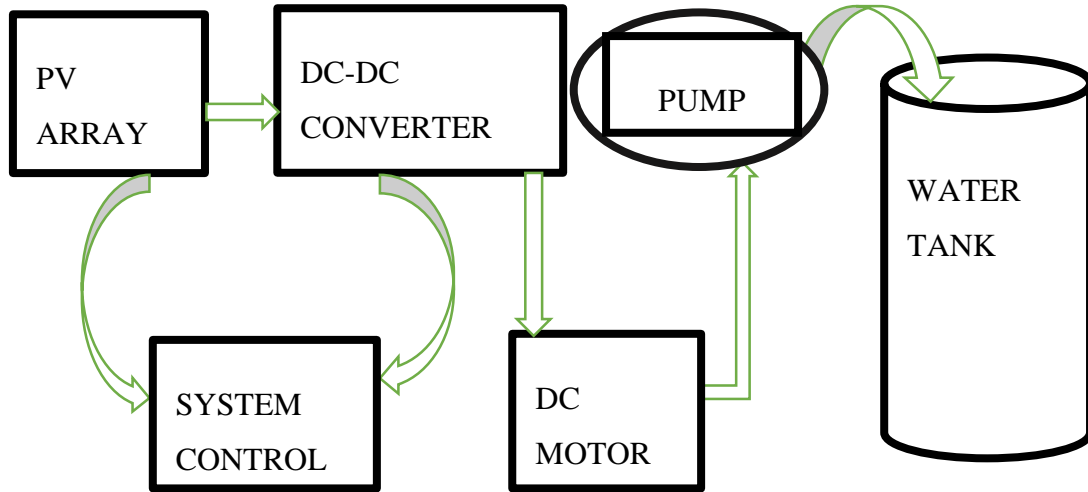 PV
ARRAY
DC-DC
CONVERTER
PUMP
WATER
TANK
SYSTEM
CONTROL
DC
MOTOR